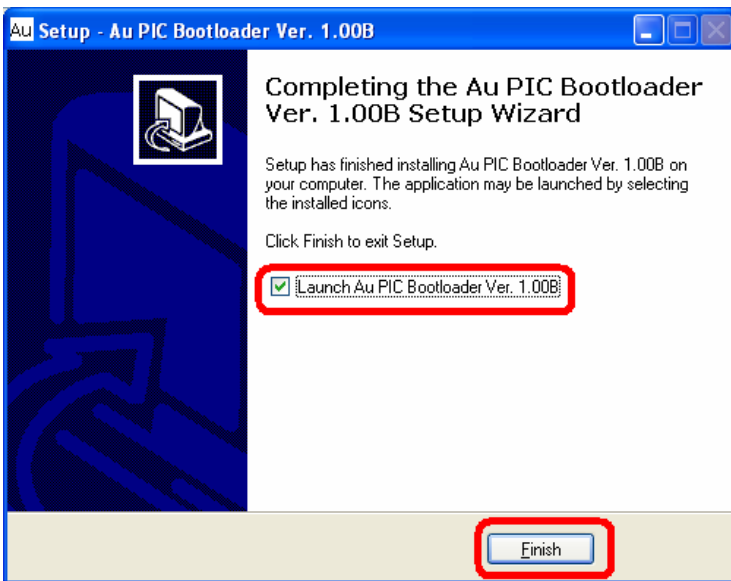 Au Setup - Au PIC Bootloader Ver. 1.00B
Completing the Au PIC Bootloader
Ver. 1.00B Setup Wizard
Setup has finished installing Au PIC Bootloader Ver. 1.00B on
your computer. The application may be launched by selecting
the installed icons.
Click Finish to exit Setup.
Launch Au PIC Bootloader Ver. 1.00B
Finish